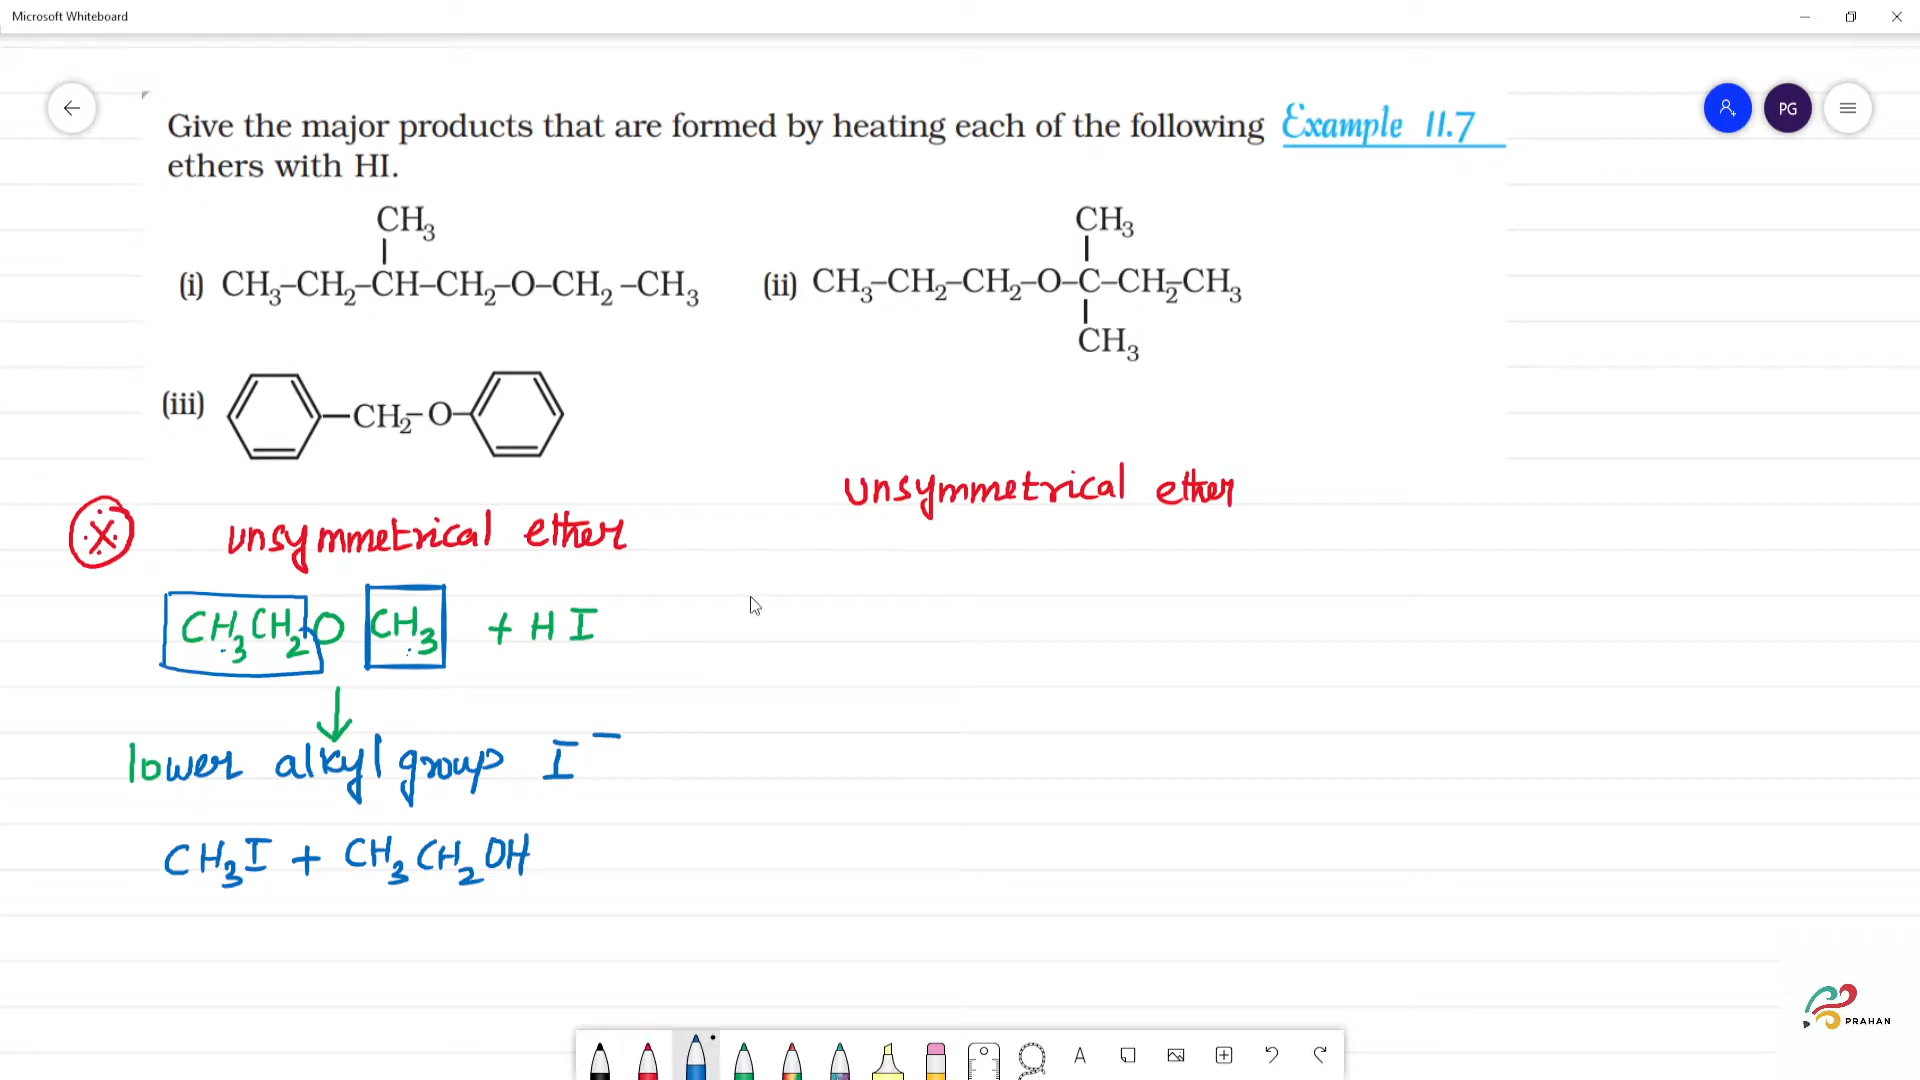 Microsoft Whiteboard
PG
Give the major products that are formed by heating each of the following Example 11.7
ethers with HI.
CH₃
(i) CH₃–CH₂–CH–CH₂–O–CH₂–CH₃
CH₃
(ii) CH₃–CH₂–CH₂–O–C–CH₂–CH₃
CH₃
(iii) –CH₂–O–
unsymmetrical ether
X unsymmetrical ether
CH₃CH₂O CH₃ + HI
lower alkyl group I⁻
CH₃I + CH₃CH₂OH
PRAHAN
A